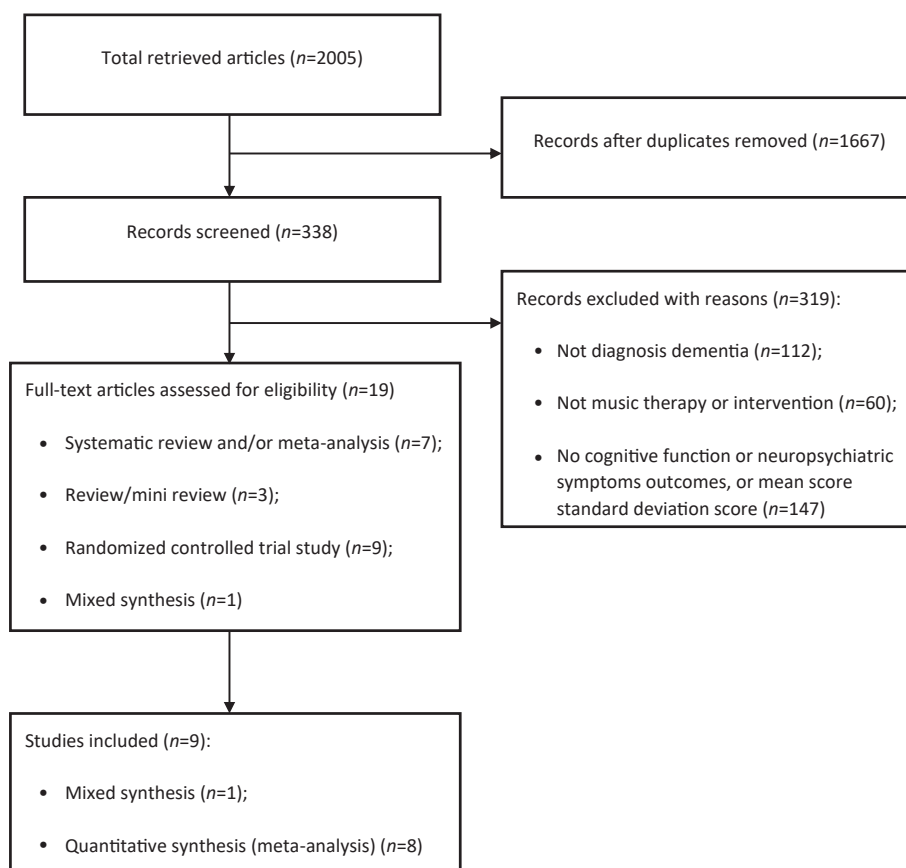 Total retrieved articles (n=2005)
Records after duplicates removed (n=1667)
Records screened (n=338)
Records excluded with reasons (n=319):
• Not diagnosis dementia (n=112);
• Not music therapy or intervention (n=60);
• No cognitive function or neuropsychiatric
symptoms outcomes, or mean score
standard deviation score (n=147)
Full-text articles assessed for eligibility (n=19)
• Systematic review and/or meta-analysis (n=7);
• Review/mini review (n=3);
• Randomized controlled trial study (n=9);
• Mixed synthesis (n=1)
Studies included (n=9):
• Mixed synthesis (n=1);
• Quantitative synthesis (meta-analysis) (n=8)